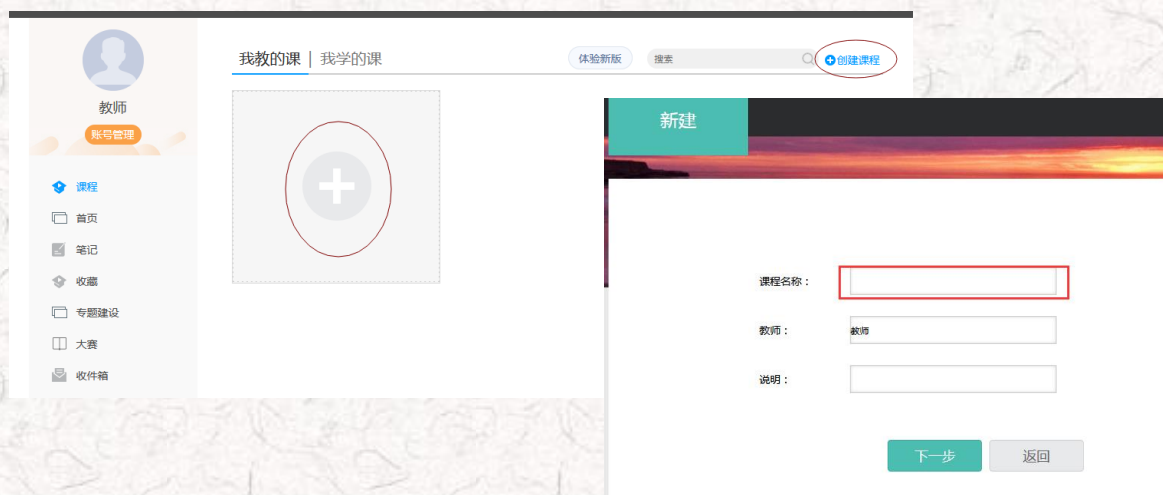 我教的课 | 我学的课
体验新版
搜索
创建课程
教师
账号管理
课程
首页
笔记
收藏
专题建设
大赛
收件箱
新建
课程名称：
教师：
教师
说明：
下一步
返回